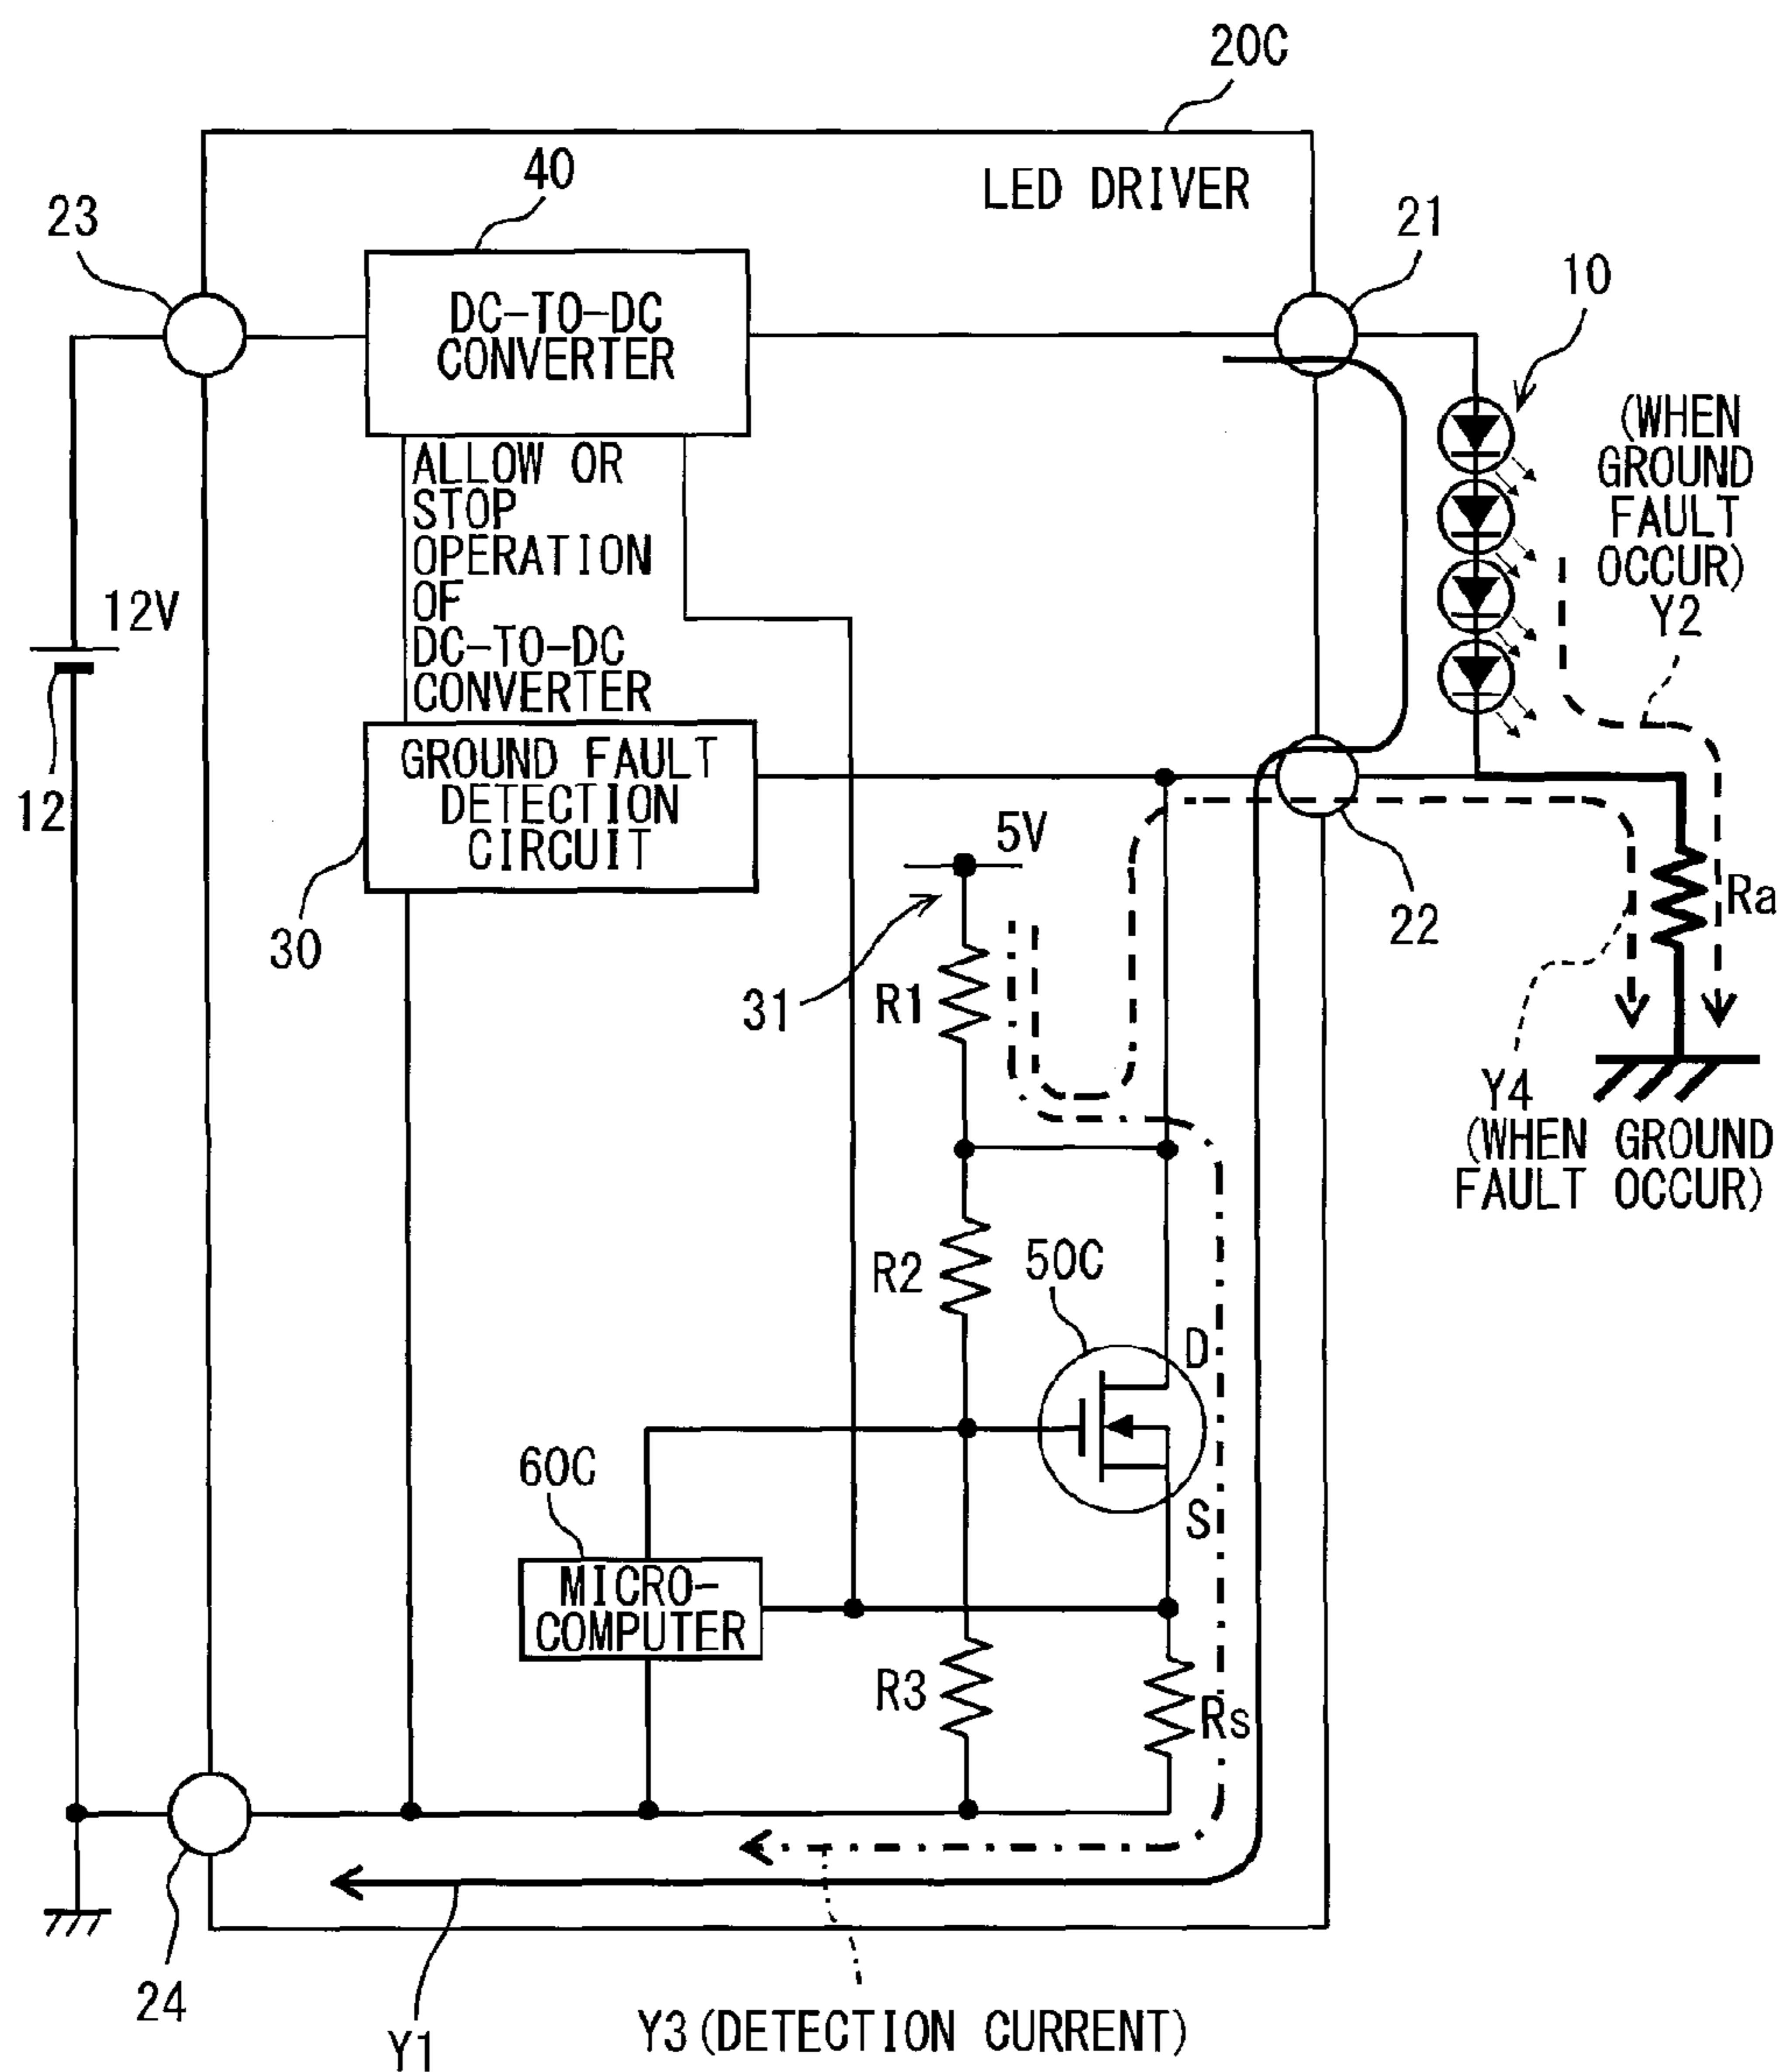 20C
LED DRIVER
40
23
21
10
DC-TO-DC
CONVERTER
(WHEN
GROUND
FAULT
OCCUR)
Y2
ALLOW OR
STOP
OPERATION
OF
DC-TO-DC
CONVERTER
12V
12
GROUND FAULT
DETECTION
CIRCUIT
30
5V
31
22
Ra
R1
Y4
(WHEN GROUND
FAULT OCCUR)
R2
50C
D
S
60C
MICRO-
COMPUTER
R3
Rs
24
Y1
Y3(DETECTION CURRENT)